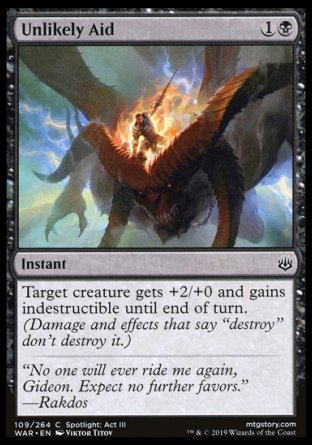 Unlikely Aid 1
Instant
Target creature gets +2/+0 and gains
indestructible until end of turn.
(Damage and effects that say “destroy”
don’t destroy it.)
“No one will ever ride me again,
Gideon. Expect no further favors.”
—Rakdos
109/264 C Spotlight: Act III mtgstory.com
WAR • EN Viktor Titov ™ & © 2019 Wizards of the Coast